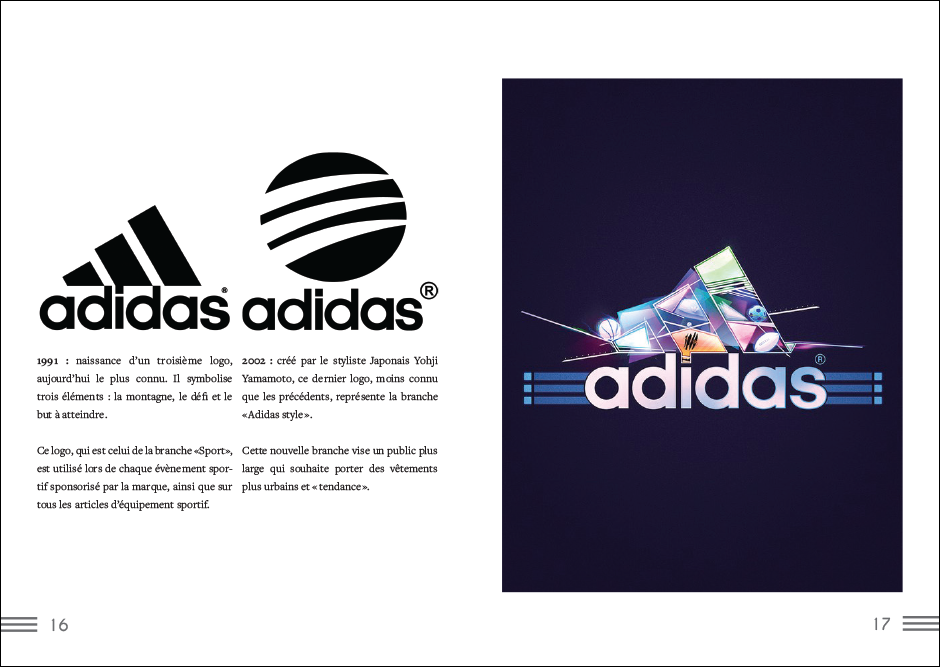 adidas®
adidas®
1991 : naissance d'un troisième logo,
aujourd'hui le plus connu. Il symbolise
trois éléments : la montagne, le défi et le
but à atteindre.
Ce logo, qui est celui de la branche «Sport»,
est utilisé lors de chaque évènement spor-
tif sponsorisé par la marque, ainsi que sur
tous les articles d'équipement sportif.
2002 : créé par le styliste Japonais Yohji
Yamamoto, ce dernier logo, moins connu
que les précédents, représente la branche
«Adidas style».
Cette nouvelle branche vise un public plus
large qui souhaite porter des vêtements
plus urbains et « tendance».
16
adidas®
17